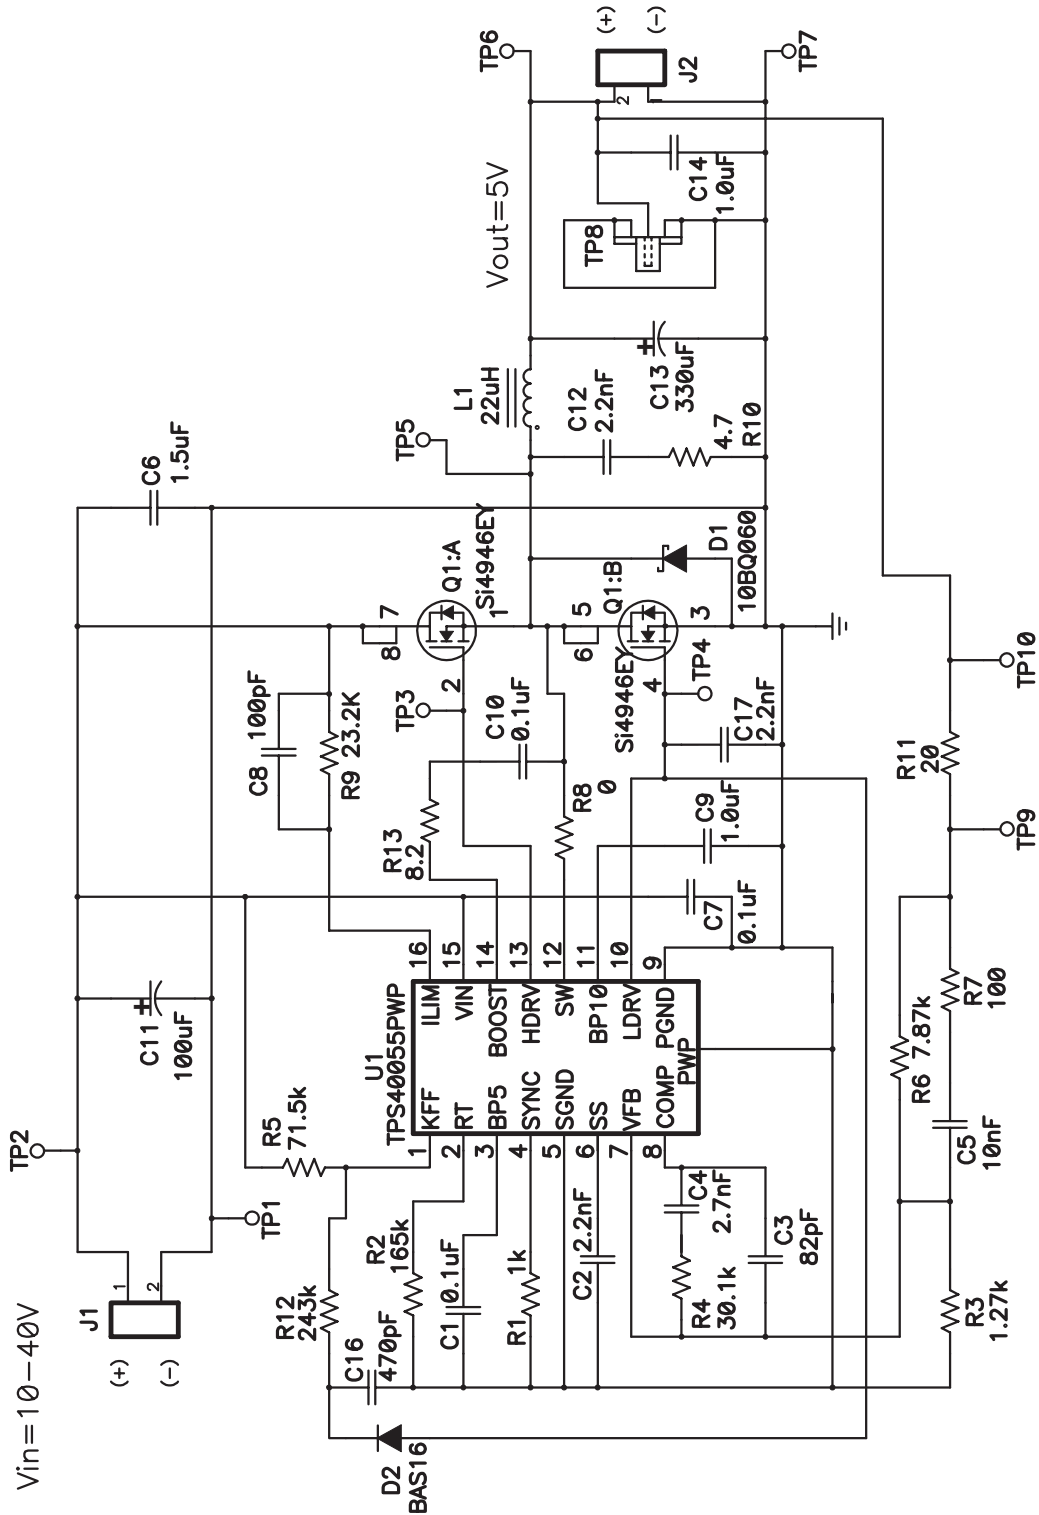 Vin=10–40V
(+)
(-)
J1
1
2
TP2
TP1
C11
100uF
C6
1.5uF
R12
243k
R5
71.5k
C16
470pF
D2
BAS16
R2
165k
C1
0.1uF
R1
1k
C2
2.2nF
R4
30.1k
C4
2.7nF
C3
82pF
U1
TPS40055PWP
1
KFF
2
RT
3
BP5
4
SYNC
5
SGND
6
SS
7
VFB
8
COMP
ILIM
16
VIN
15
BOOST
14
HDRV
13
SW
12
BP10
11
LDRV
10
PGND
9
PWP
C8
100pF
R9 23.2K
R13
8.2
C10
0.1uF
R8
0
C7
0.1uF
C9
1.0uF
C17
2.2nF
TP3
TP4
8
7
2
1
Q1:A
Si4946EY
6
5
4
3
Q1:B
Si4946EY
D1
10BQ060
TP5
L1
22uH
C12
2.2nF
4.7
R10
C13
330uF
Vout=5V
TP8
C14
1.0uF
TP6
TP7
J2
2
1
(+)
(-)
R3
1.27k
C5
10nF
R7
100
R6 7.87k
TP9
R11
20
TP10